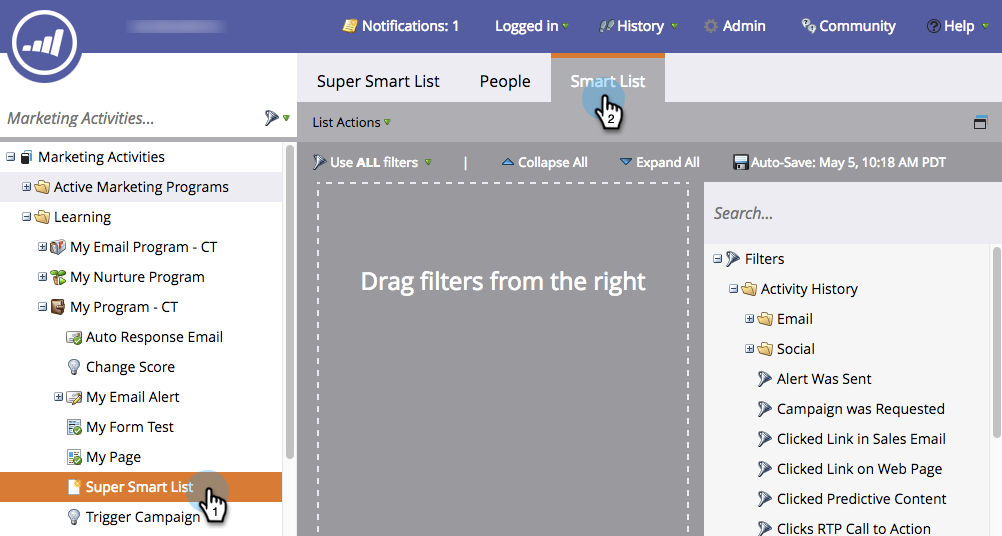 Notifications: 1
Logged in
History
Admin
Community
Help
Super Smart List
People
Smart List
2
Marketing Activities...
List Actions
Use ALL filters
|
Collapse All
Expand All
Auto-Save: May 5, 10:18 AM PDT
Marketing Activities
Active Marketing Programs
Learning
My Email Program - CT
My Nurture Program
My Program - CT
Auto Response Email
Change Score
My Email Alert
My Form Test
My Page
Super Smart List
1
Trigger Campaign
Drag filters from the right
Search...
Filters
Activity History
Email
Social
Alert Was Sent
Campaign was Requested
Clicked Link in Sales Email
Clicked Link on Web Page
Clicked Predictive Content
Clicks RTP Call to Action